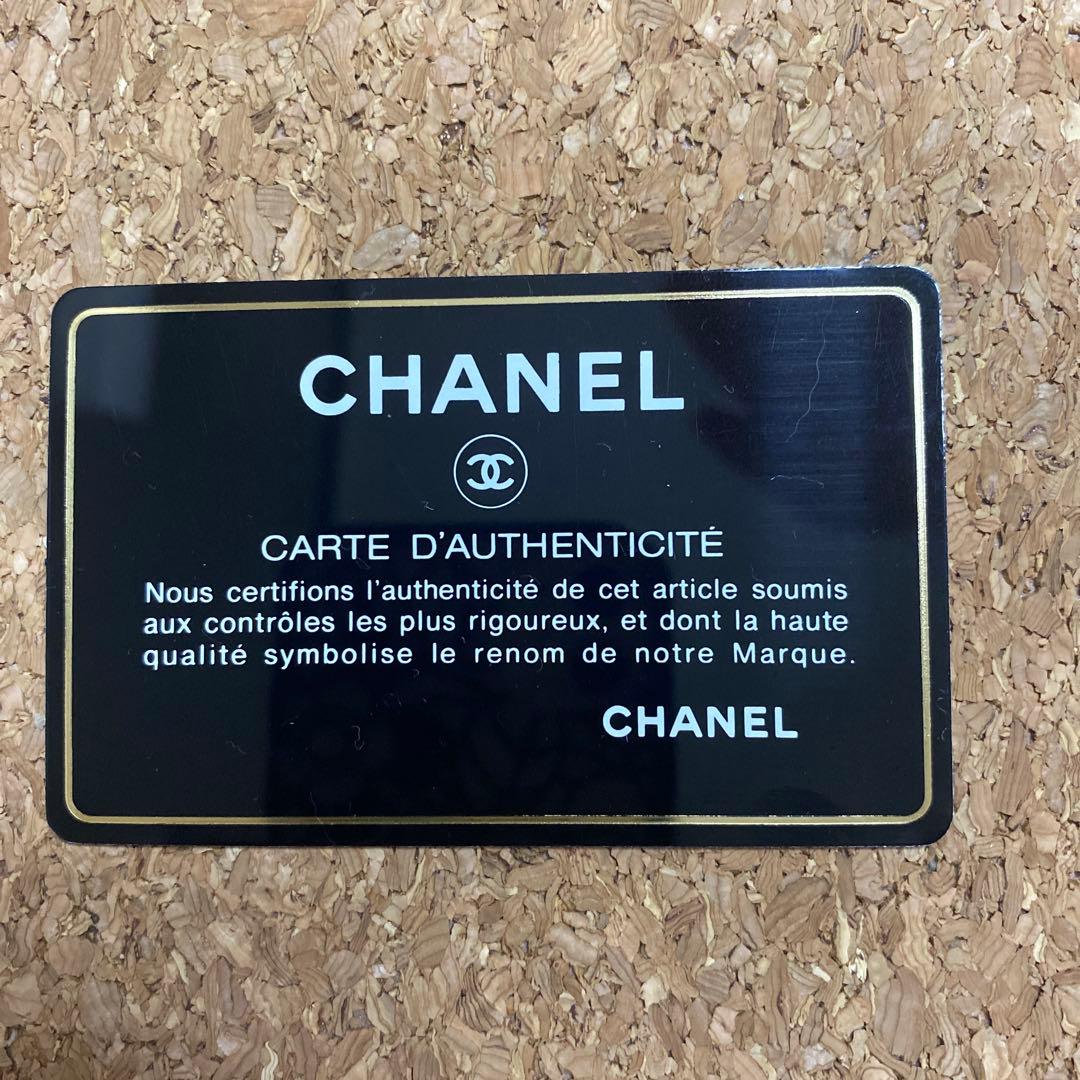 CHANEL
CARTE D'AUTHENTICITÉ
Nous certifions l'authenticité de cet article soumis
aux contrôles les plus rigoureux, et dont la haute
qualité symbolise le renom de notre Marque.
CHANEL